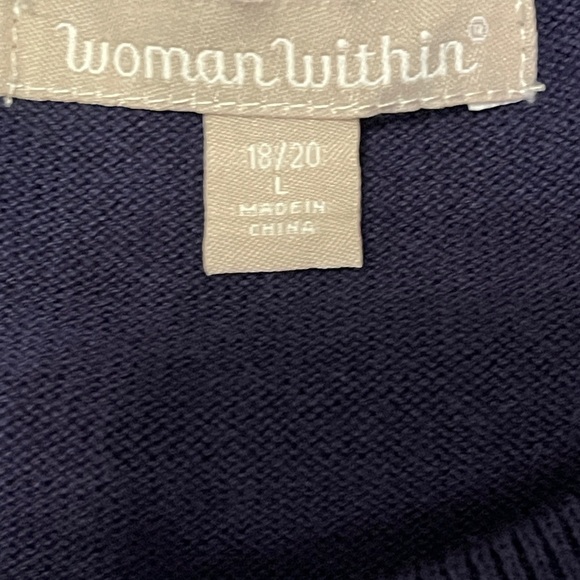 woman within®
18/20
L
MADE IN
CHINA